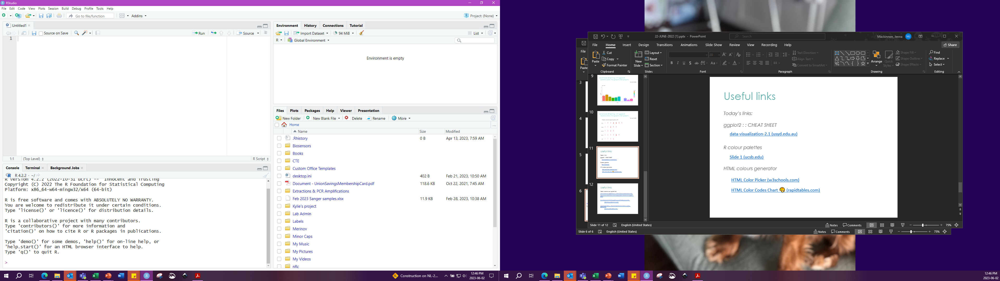 RStudio
File Edit Code View Plots Session Build Debug Profile Tools Help
Go to file/function Addins Project: (None)
Untitled1
Source on Save Run Source
1
1:1 (Top Level) R Script
Console Terminal Background Jobs
R 4.2.2 · ~/
R version 4.2.2 (2022-10-31 ucrt) -- "Innocent and Trusting"
Copyright (C) 2022 The R Foundation for Statistical Computing
Platform: x86_64-w64-mingw32/x64 (64-bit)
R is free software and comes with ABSOLUTELY NO WARRANTY.
You are welcome to redistribute it under certain conditions.
Type 'license()' or 'licence()' for distribution details.
R is a collaborative project with many contributors.
Type 'contributors()' for more information and
'citation()' on how to cite R or R packages in publications.
Type 'demo()' for some demos, 'help()' for on-line help, or
'help.start()' for an HTML browser interface to help.
Type 'q()' to quit R.
>
Environment History Connections Tutorial
Import Dataset 94 MiB List
R Global Environment
Environment is empty
Files Plots Packages Help Viewer Presentation
New Folder New Blank File Delete Rename More
Home ...
Name Size Modified
.Rhistory 0 B Apr 13, 2023, 7:59 AM
Biosensors
Books
CTE
Custom Office Templates
desktop.ini 402 B Feb 21, 2023, 10:50 AM
Document - UnionSavingsMembershipCard.pdf 118.6 KB Oct 22, 2021, 7:45 AM
Extractions & PCR Amplifications
Feb 2023 Sanger samples.xlsx 11.9 KB Feb 28, 2023, 10:38 AM
Kylie's project
Lab Admin
Labels
Merinov
Minor Caps
My Music
My Pictures
My Videos
nRc
Construction on NL-2... 12:46 PM
2023-06-02
22-JUNE-2022 (1).pptx - PowerPoint Search Mackinnon, Jenna MJ
File Home Insert Design Transitions Animations Slide Show Review View Recording Help Share
Paste Cut Copy Format Painter
Clipboard
New Slide Layout Reset Section
Slides
20
Font
Text Direction
Align Text
Convert to SmartArt
Paragraph
Arrange Quick Styles Shape Fill Shape Outline Shape Effects
Drawing
Find
Replace
Select
Editing
File
Paste
3
4
5
6
9
10
11
Useful links
12
Useful links
Useful links
Today's links:
ggplot2 : : CHEAT SHEET
data-visualization-2.1 (usyd.edu.au)
R colour palettes
Slide 1 (ucsb.edu)
HTML colours generator
HTML Color Picker (w3schools.com)
HTML Color Codes Chart 🎨 (rapidtables.com)
Slide 11 of 12 English (United States) Notes Comments 75%
Slide 6 of 6 English (United States) Notes Comments 75%
12:46 PM
2023-06-02